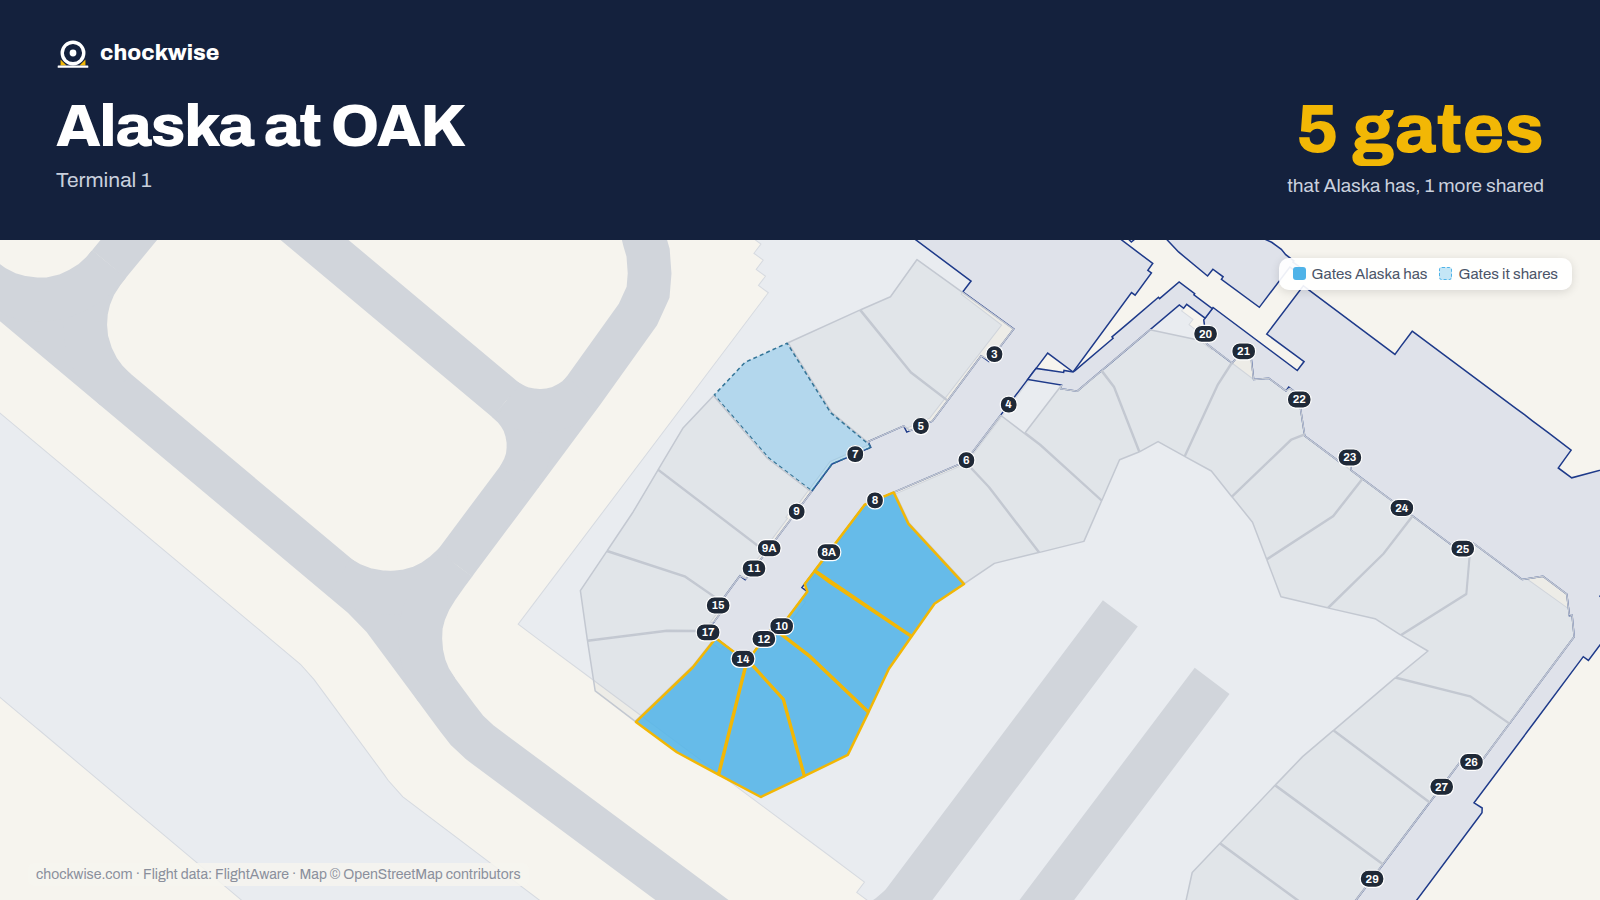 chockwise
Alaska at OAK
Terminal 1
5 gates
that Alaska has, 1 more shared
Gates Alaska has
Gates it shares
20
21
3
22
4
5
7
23
6
8
24
9
9A
8A
25
11
15
10
17
12
14
26
27
29
chockwise.com · Flight data: FlightAware · Map © OpenStreetMap contributors